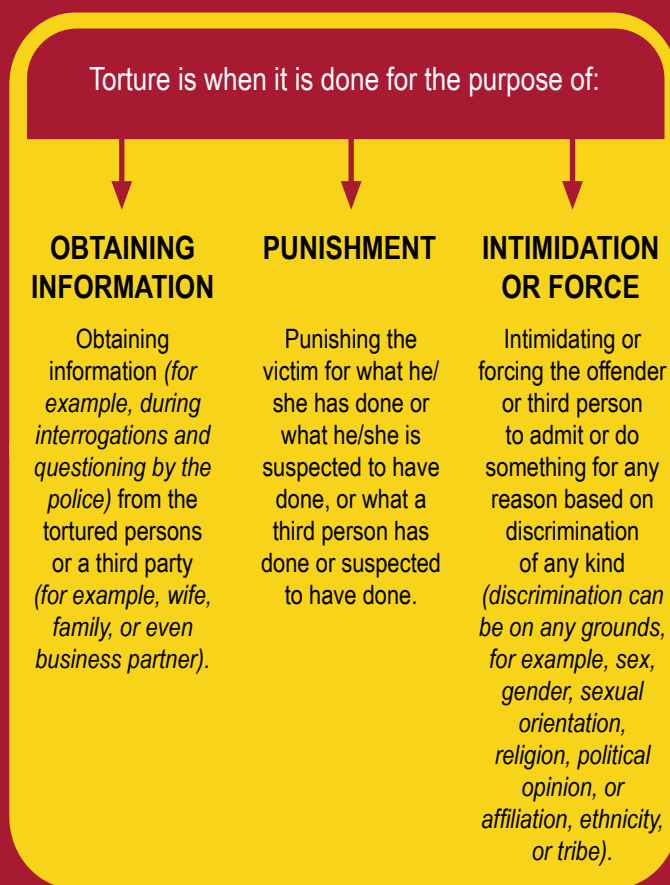 Torture is when it is done for the purpose of:
OBTAINING
INFORMATION
Obtaining
information (for
example, during
interrogations and
questioning by the
police) from the
tortured persons
or a third party
(for example, wife,
family, or even
business partner).
PUNISHMENT
Punishing the
victim for what he/
she has done or
what he/she is
suspected to have
done, or what a
third person has
done or suspected
to have done.
INTIMIDATION
OR FORCE
Intimidating or
forcing the offender
or third person
to admit or do
something for any
reason based on
discrimination
of any kind
(discrimination can
be on any grounds,
for example, sex,
gender, sexual
orientation,
religion, political
opinion, or
affiliation, ethnicity,
or tribe).